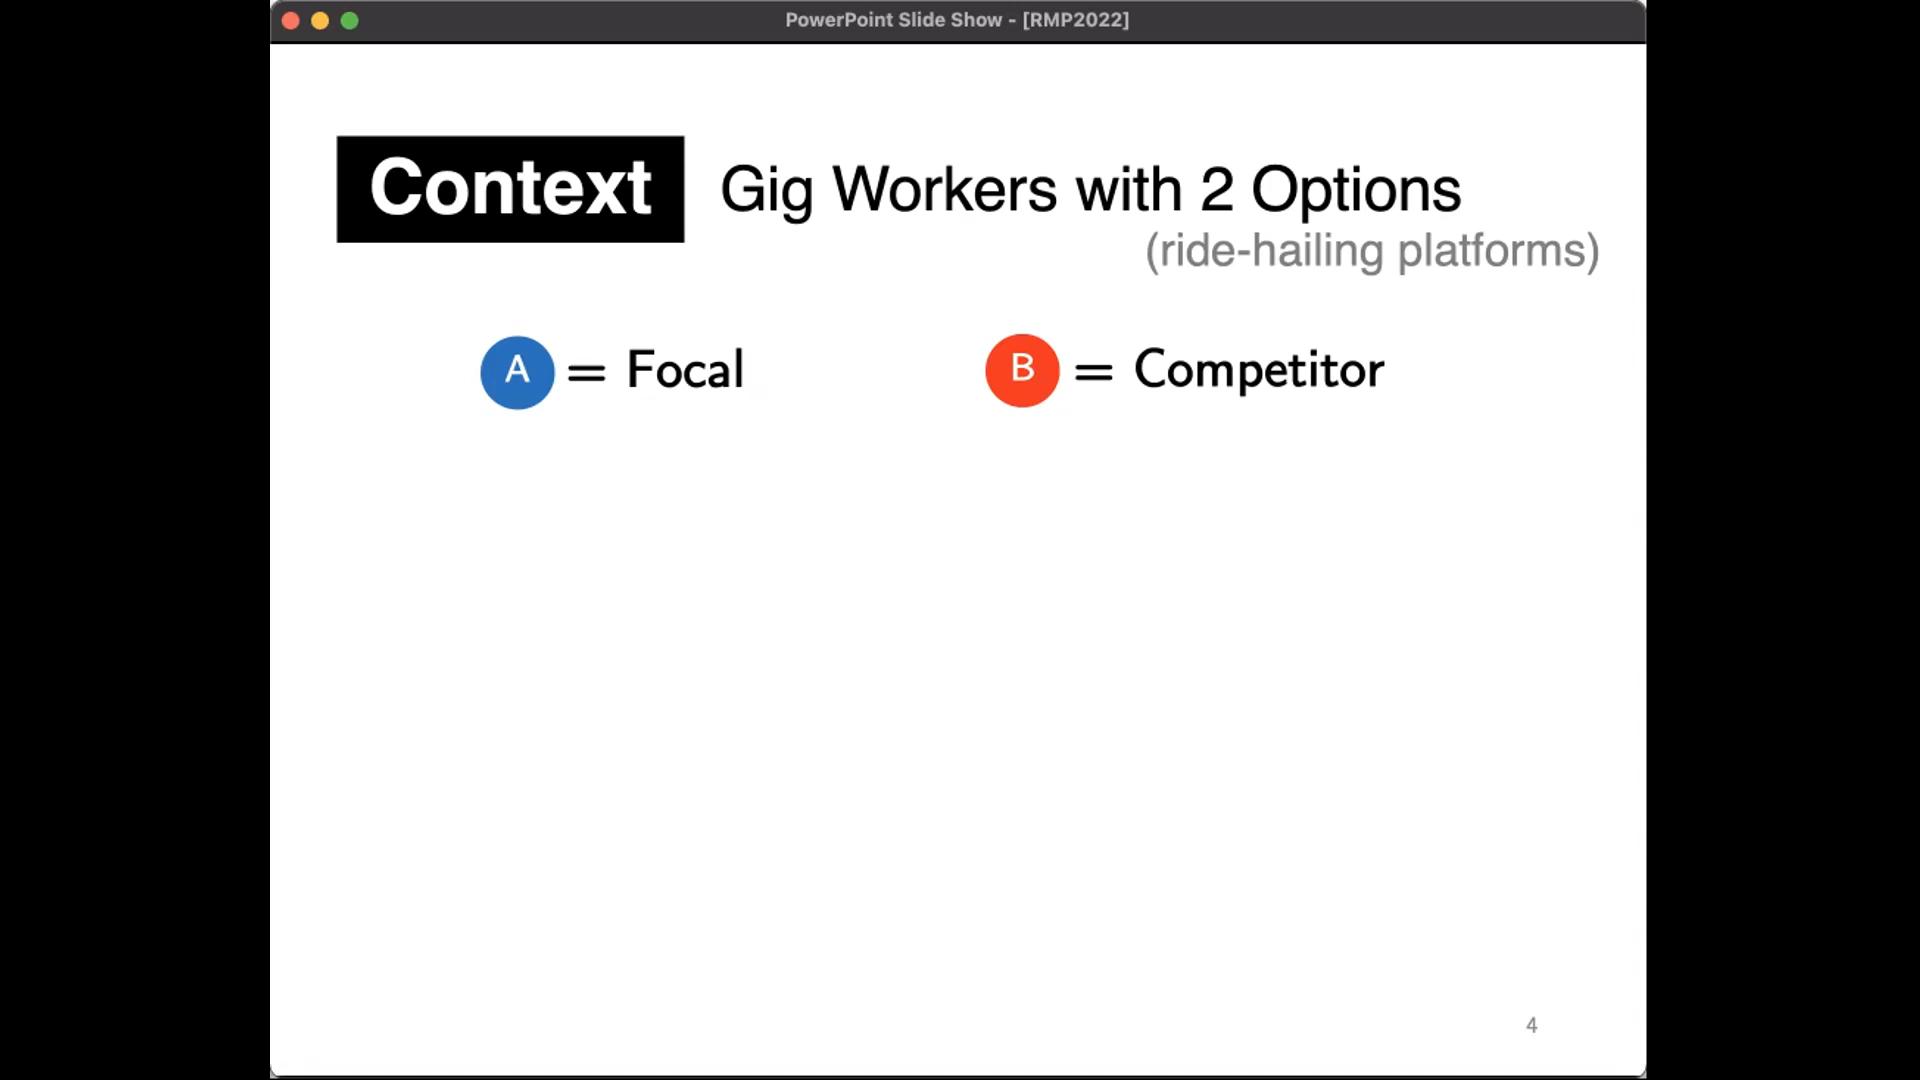 PowerPoint Slide Show - [RMP2022]
Context Gig Workers with 2 Options
(ride-hailing platforms)
A = Focal B = Competitor
4